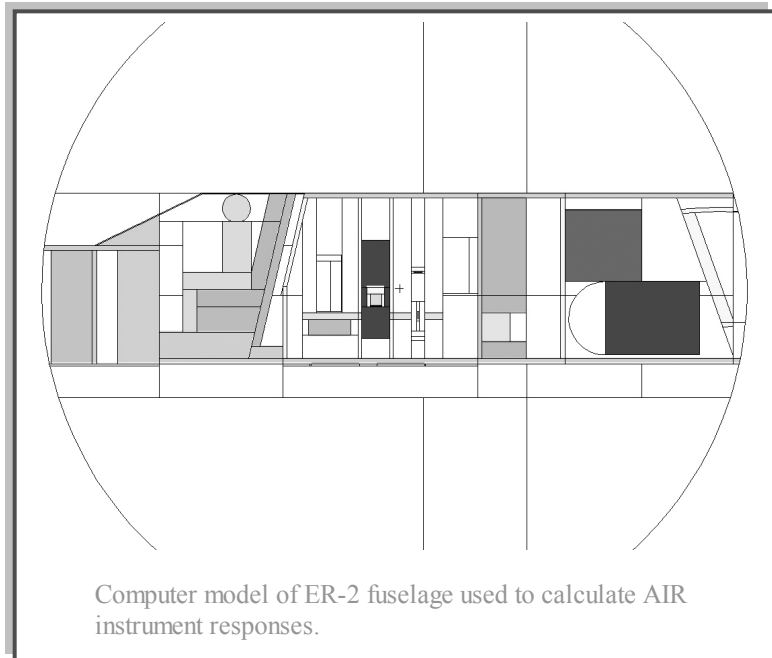 Computer model of ER-2 fuselage used to calculate AIR
instrument responses.